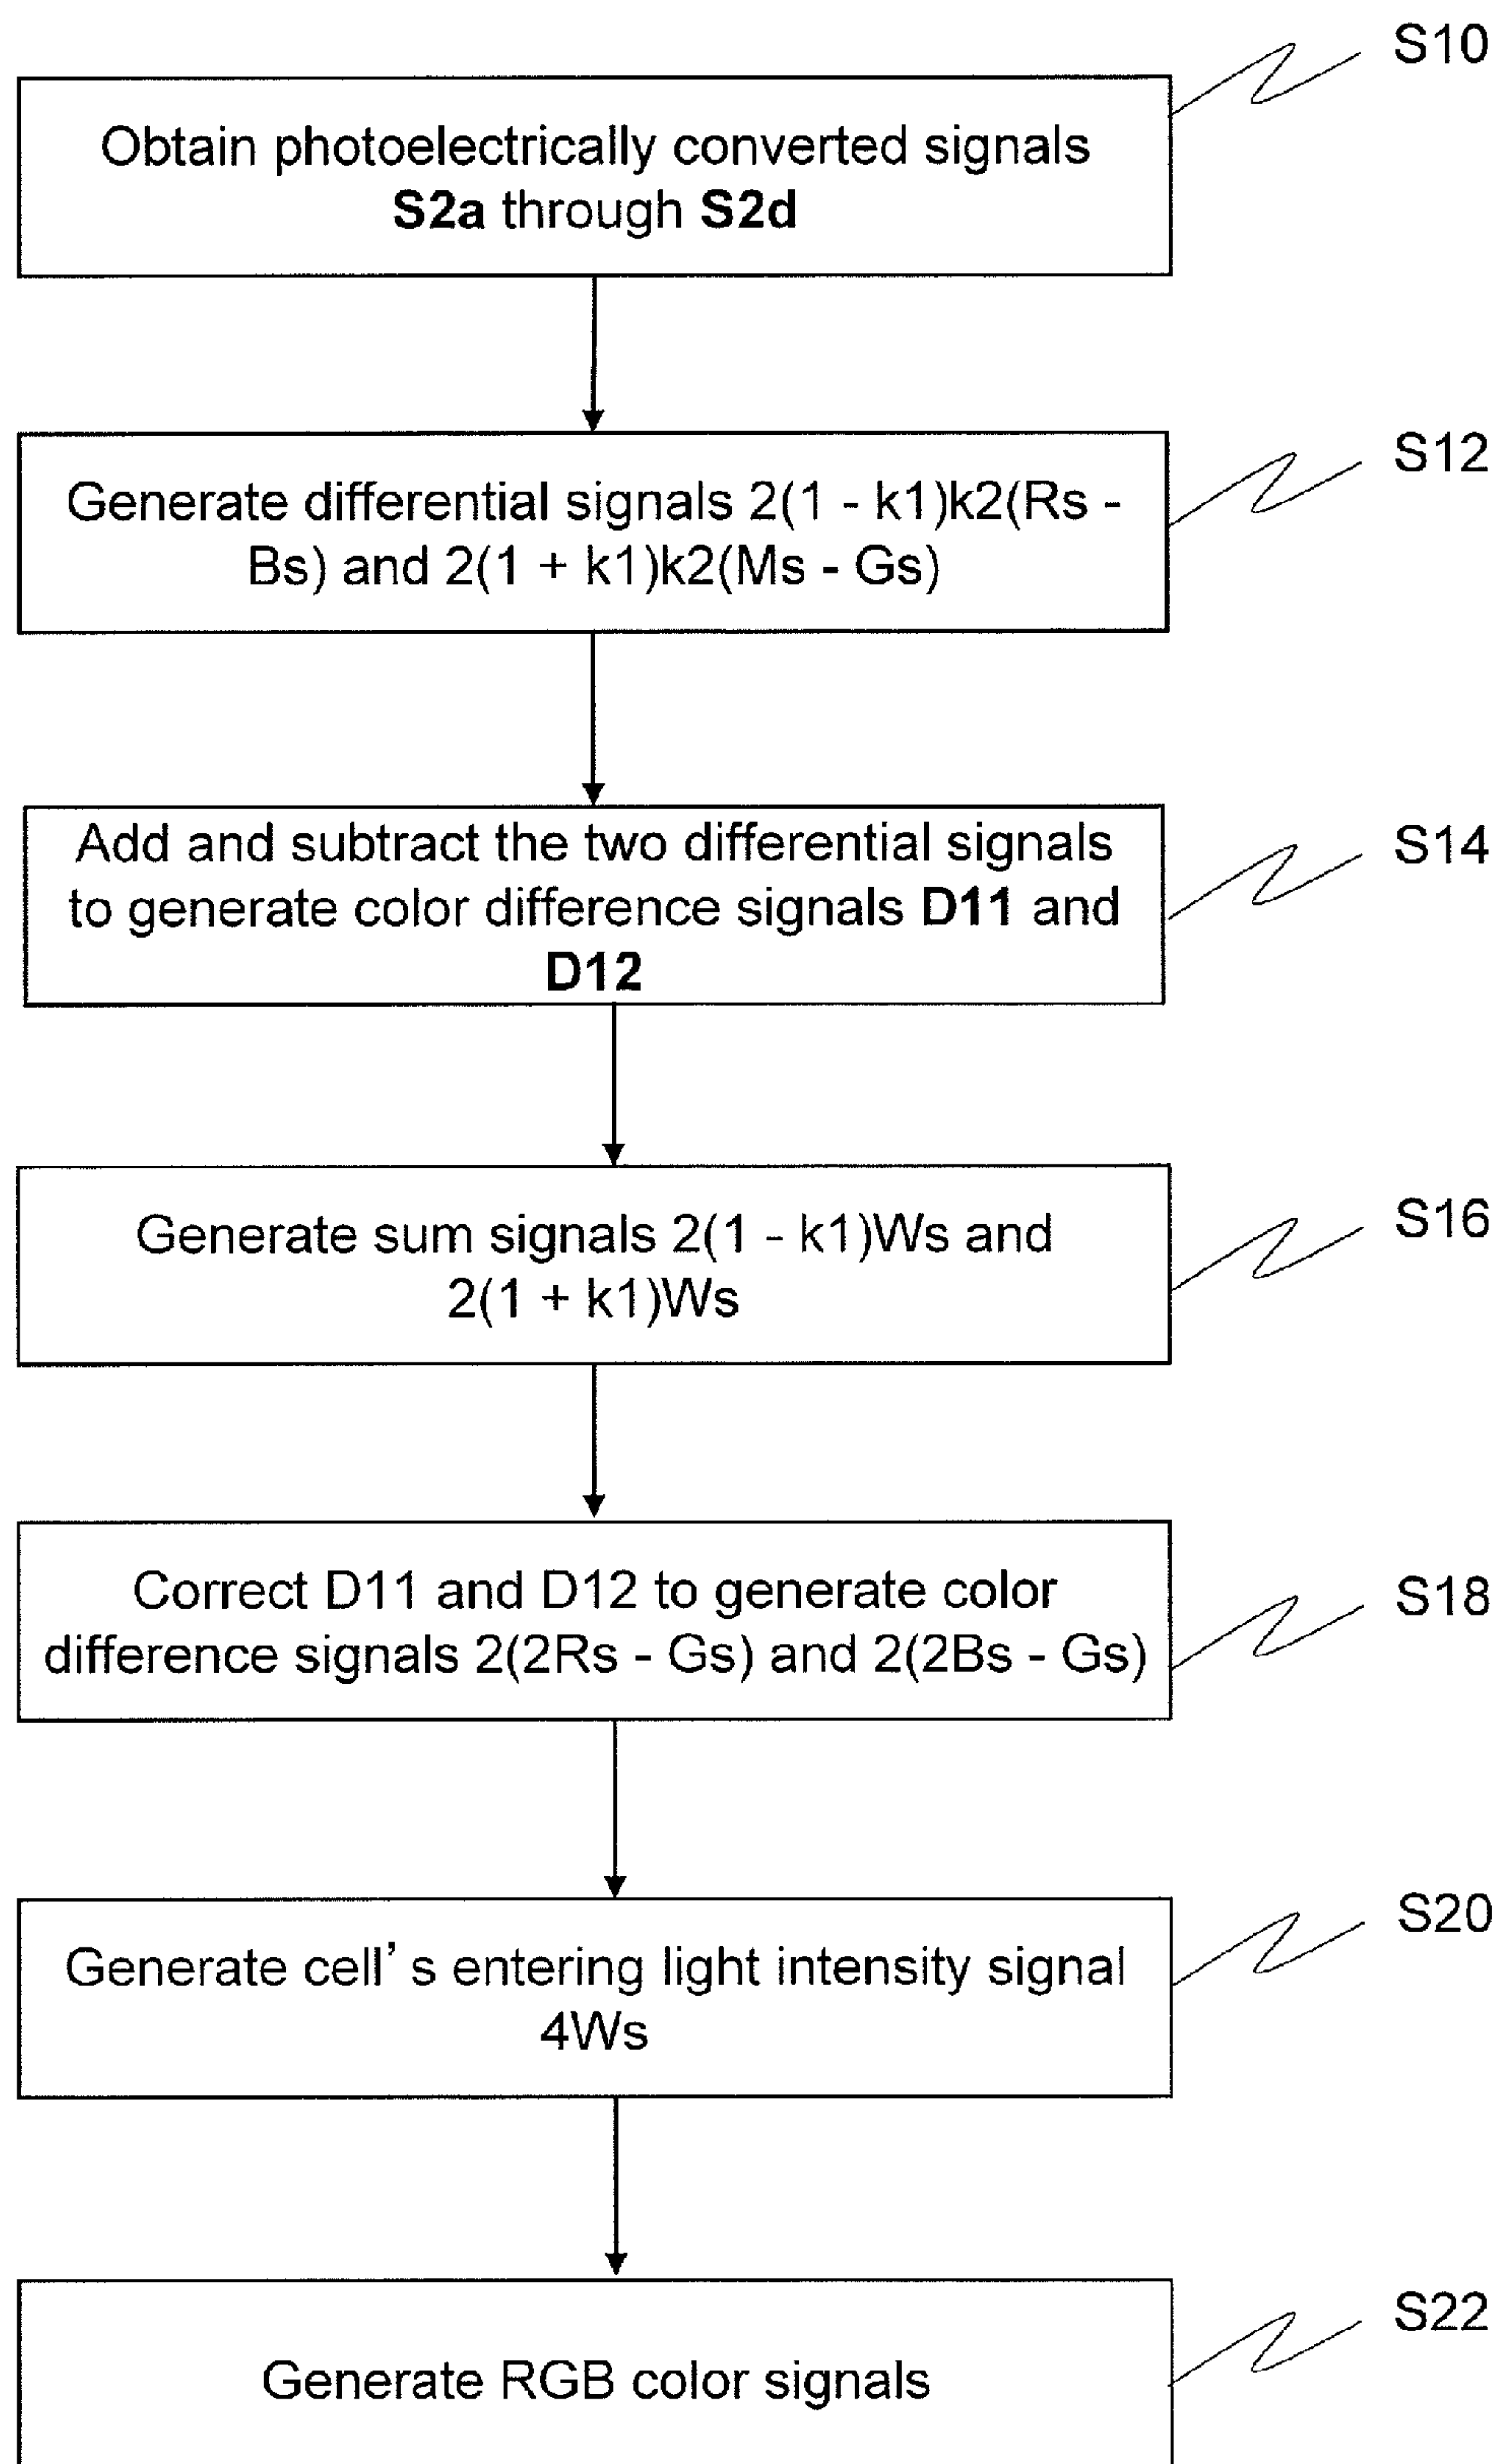 S10
Obtain photoelectrically converted signals
S2a through S2d
S12
Generate differential signals 2(1 - k1)k2(Rs -
Bs) and 2(1 + k1)k2(Ms - Gs)
S14
Add and subtract the two differential signals
to generate color difference signals D11 and
D12
S16
Generate sum signals 2(1 - k1)Ws and
2(1 + k1)Ws
S18
Correct D11 and D12 to generate color
difference signals 2(2Rs - Gs) and 2(2Bs - Gs)
S20
Generate cell's entering light intensity signal
4Ws
S22
Generate RGB color signals